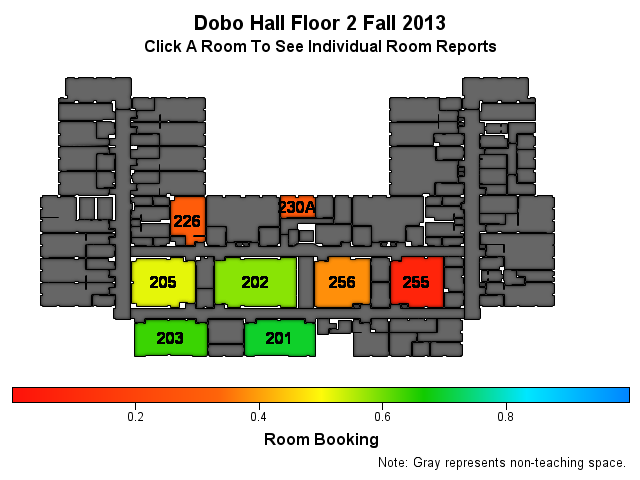 Dobo Hall Floor 2 Fall 2013
Click A Room To See Individual Room Reports
226
230A
205
202
256
255
203
201
0.2 0.4 0.6 0.8
Room Booking
Note: Gray represents non-teaching space.